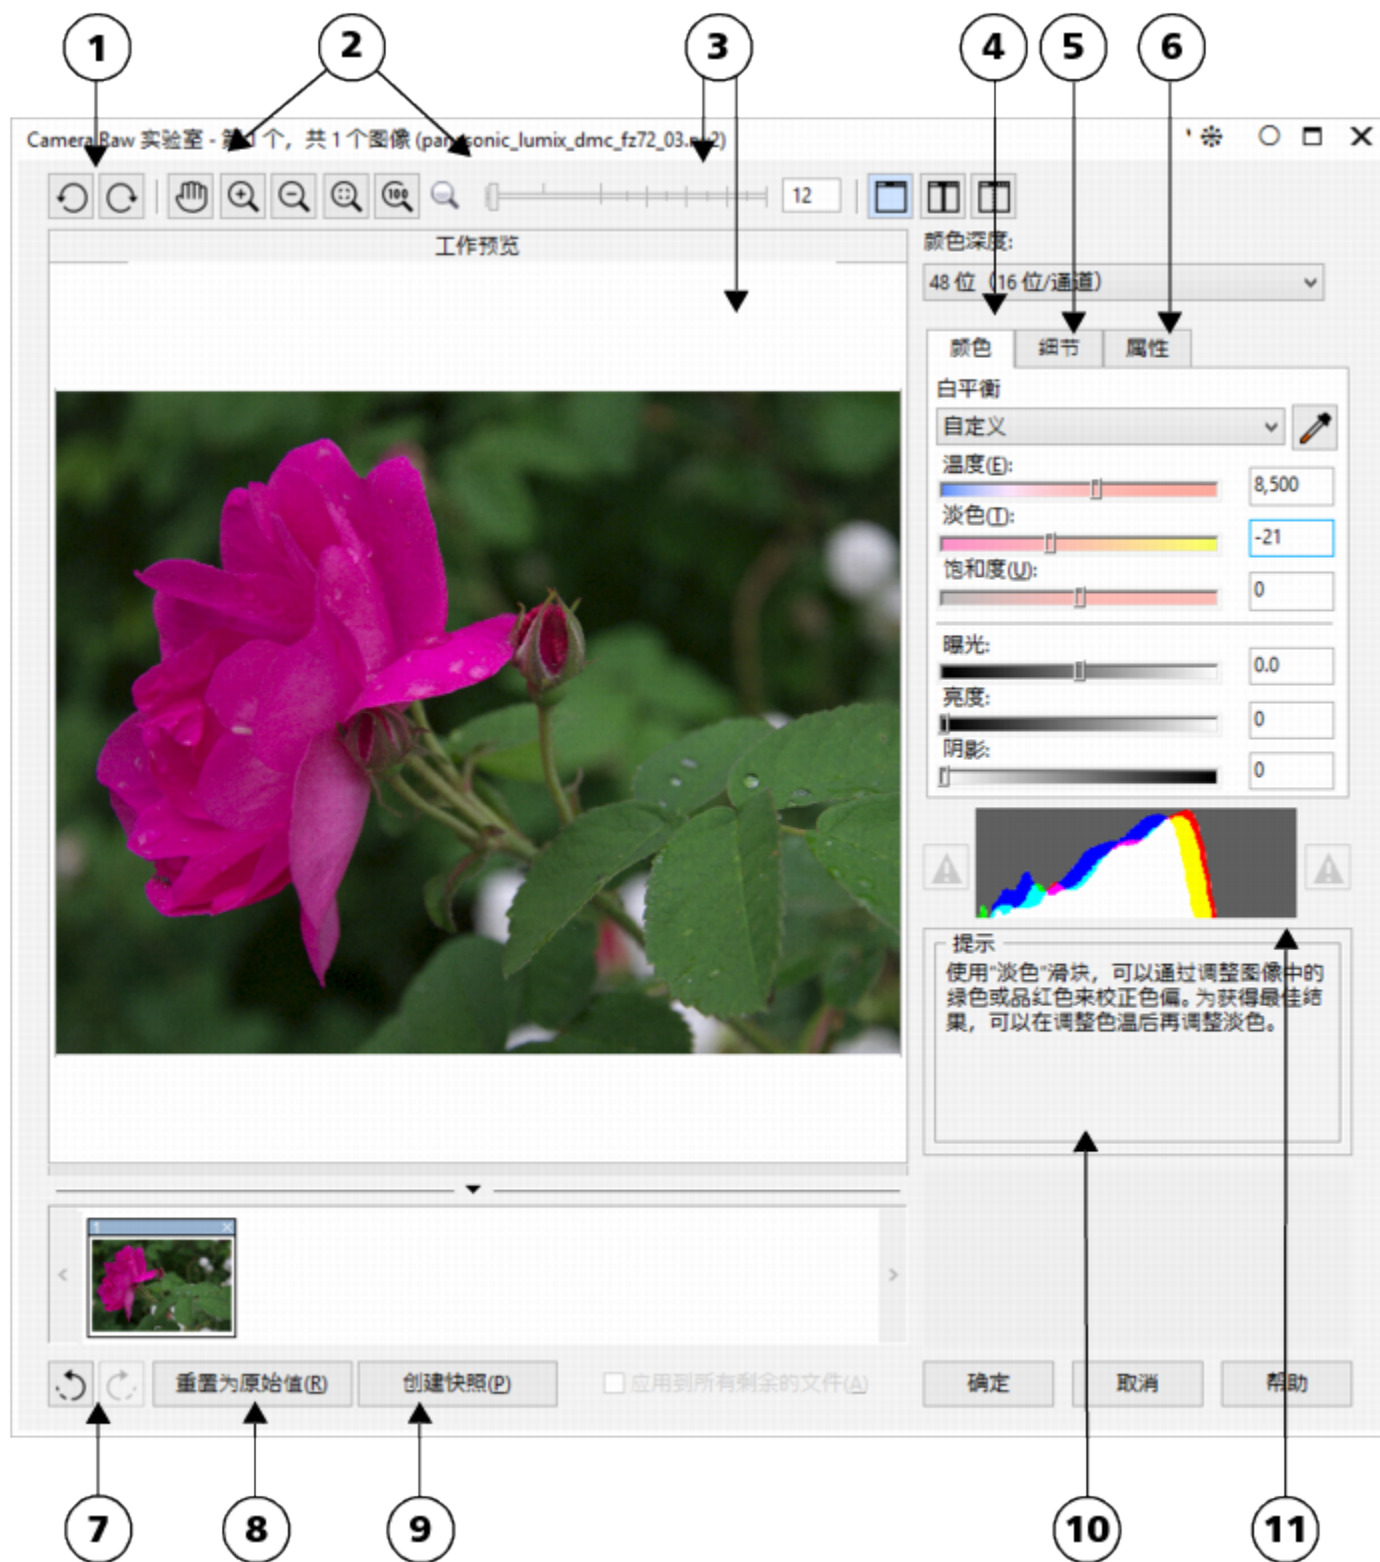 1
2
3
4
5
6
Camera Raw 实验室 - 第 1 个，共 1 个图像 (panasonic_lumix_dmc_fz72_03.rw2)
100
12
工作预览
颜色深度:
48 位 (16 位/通道)
颜色
细节
属性
白平衡
自定义
温度(E):
8,500
淡色(T):
-21
饱和度(U):
0
曝光:
0.0
亮度:
0
阴影:
0
提示
使用"淡色"滑块，可以通过调整图像中的
绿色或品红色来校正色偏。为获得最佳结
果，可以在调整色温后再调整淡色。
1
重置为原始值(R)
创建快照(P)
应用到所有剩余的文件(A)
确定
取消
帮助
7
8
9
10
11